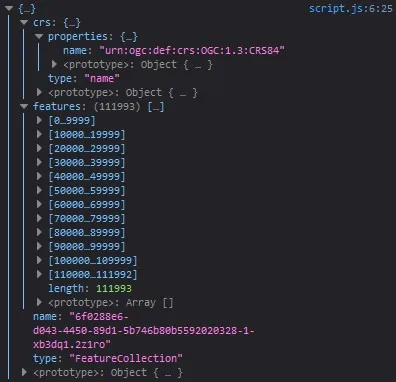 {…} script.js:6:25
crs: {…}
properties: {…}
name: "urn:ogc:def:crs:OGC:1.3:CRS84"
<prototype>: Object { … }
type: "name"
<prototype>: Object { … }
features: (111993) […]
[0…9999]
[10000…19999]
[20000…29999]
[30000…39999]
[40000…49999]
[50000…59999]
[60000…69999]
[70000…79999]
[80000…89999]
[90000…99999]
[100000…109999]
[110000…111992]
length: 111993
<prototype>: Array []
name: "6f0288e6-
d043-4450-89d1-5b746b80b5592020328-1-
xb3dq1.2z1ro"
type: "FeatureCollection"
<prototype>: Object { … }